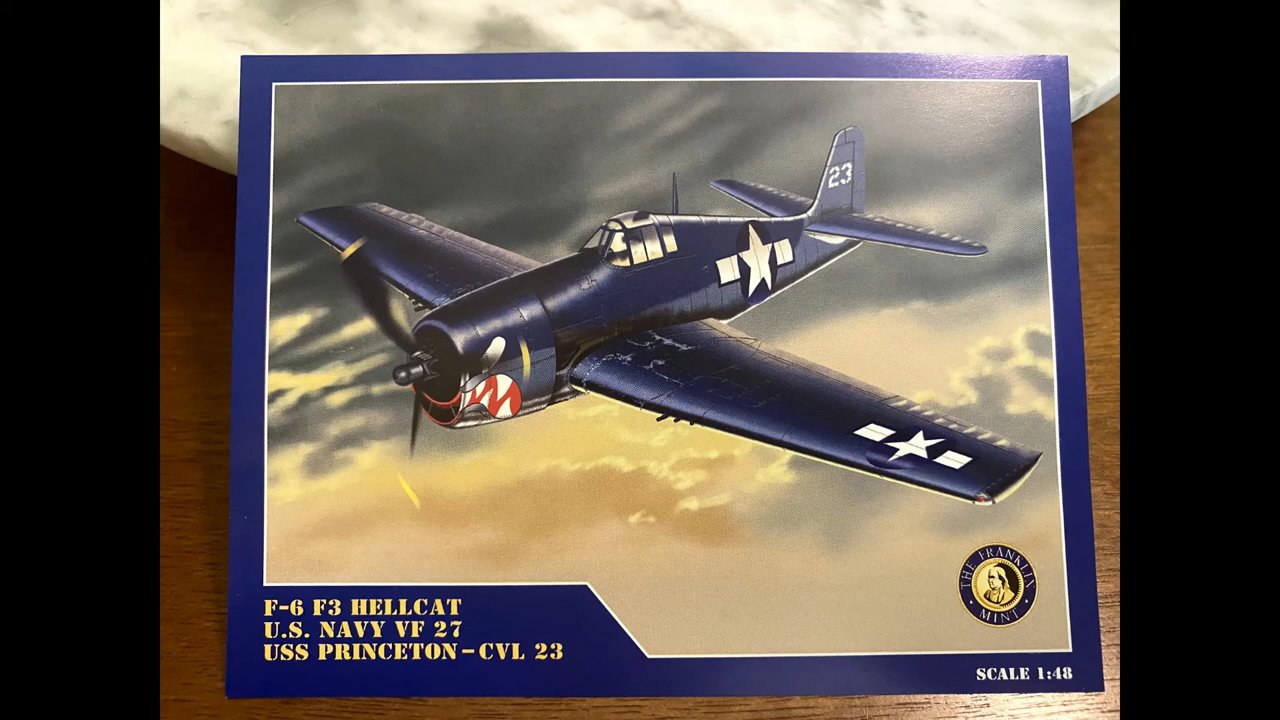 23
F-6 F3 HELLCAT
U.S. NAVY VF 27
USS PRINCETON-CVL 23
THE FRANKLIN
MINT
SCALE 1:48